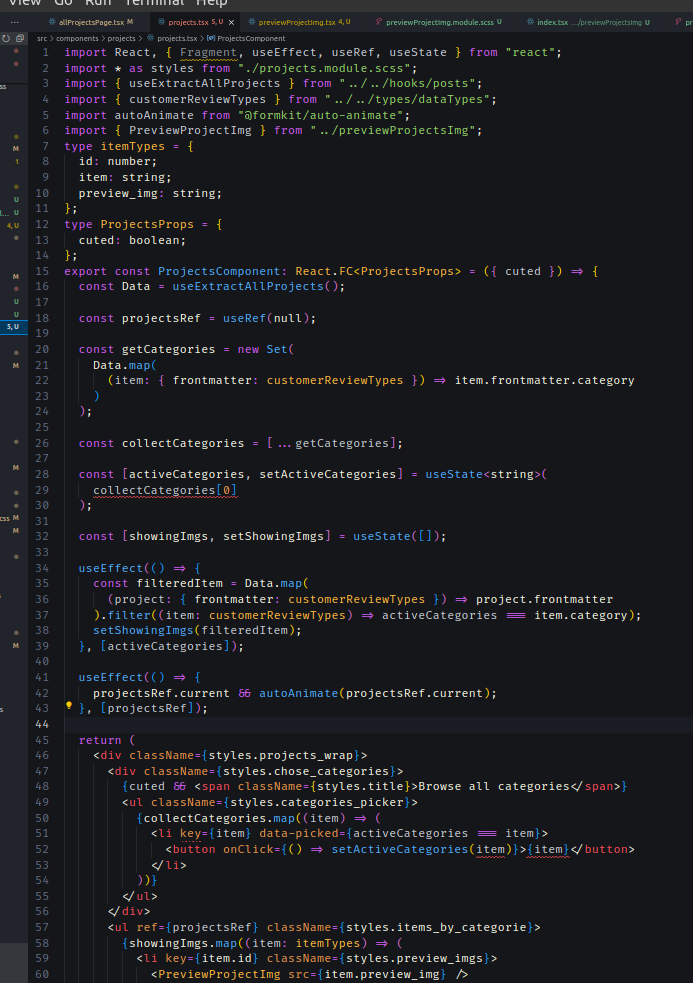 View Go Run Terminal Help
... allProjectsPage.tsx M projects.tsx 5, U × previewProjectImg.tsx 4, U previewProjectImg.module.scss U index.tsx .../previewProjectsImg U pr
src > components > projects > projects.tsx > ProjectsComponent
1 import React, { Fragment, useEffect, useRef, useState } from "react";
2 import * as styles from "./projects.module.scss";
3 import { useExtractAllProjects } from "../../hooks/posts";
4 import { customerReviewTypes } from "../../types/dataTypes";
5 import autoAnimate from "@formkit/auto-animate";
6 import { PreviewProjectImg } from "../previewProjectsImg";
7 type itemTypes = {
8 id: number;
9 item: string;
10 preview_img: string;
11 };
12 type ProjectsProps = {
13 cuted: boolean;
14 };
15 export const ProjectsComponent: React.FC<ProjectsProps> = ({ cuted }) => {
16 const Data = useExtractAllProjects();
17
18 const projectsRef = useRef(null);
19
20 const getCategories = new Set(
21 Data.map(
22 (item: { frontmatter: customerReviewTypes }) => item.frontmatter.category
23 )
24 );
25
26 const collectCategories = [...getCategories];
27
28 const [activeCategories, setActiveCategories] = useState<string>(
29 collectCategories[0]
30 );
31
32 const [showingImgs, setShowingImgs] = useState([]);
33
34 useEffect(() => {
35 const filteredItem = Data.map(
36 (project: { frontmatter: customerReviewTypes }) => project.frontmatter
37 ).filter((item: customerReviewTypes) => activeCategories === item.category);
38 setShowingImgs(filteredItem);
39 }, [activeCategories]);
40
41 useEffect(() => {
42 projectsRef.current && autoAnimate(projectsRef.current);
43 }, [projectsRef]);
44
45 return (
46 <div className={styles.projects_wrap}>
47 <div className={styles.chose_categories}>
48 {cuted && <span className={styles.title}>Browse all categories</span>}
49 <ul className={styles.categories_picker}>
50 {collectCategories.map((item) => (
51 <li key={item} data-picked={activeCategories === item}>
52 <button onClick={() => setActiveCategories(item)}>{item}</button>
53 </li>
54 ))}
55 </ul>
56 </div>
57 <ul ref={projectsRef} className={styles.items_by_categorie}>
58 {showingImgs.map((item: itemTypes) => (
59 <li key={item.id} className={styles.preview_imgs}>
60 <PreviewProjectImg src={item.preview_img} />